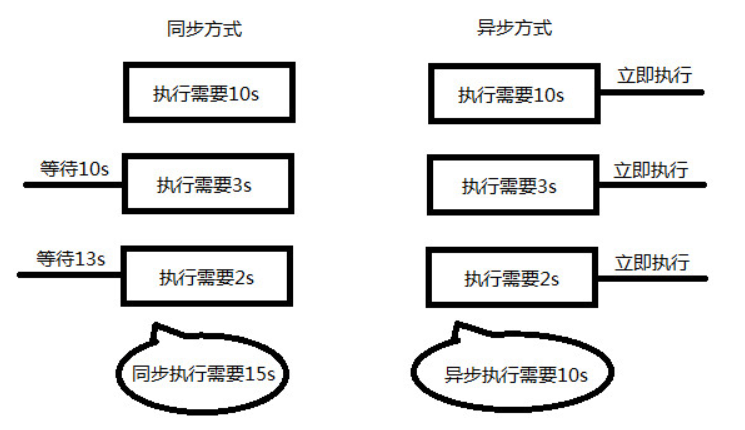 同步方式
执行需要10s
等待10s
执行需要3s
等待13s
执行需要2s
同步执行需要15s
异步方式
执行需要10s
立即执行
执行需要3s
立即执行
执行需要2s
立即执行
异步执行需要10s